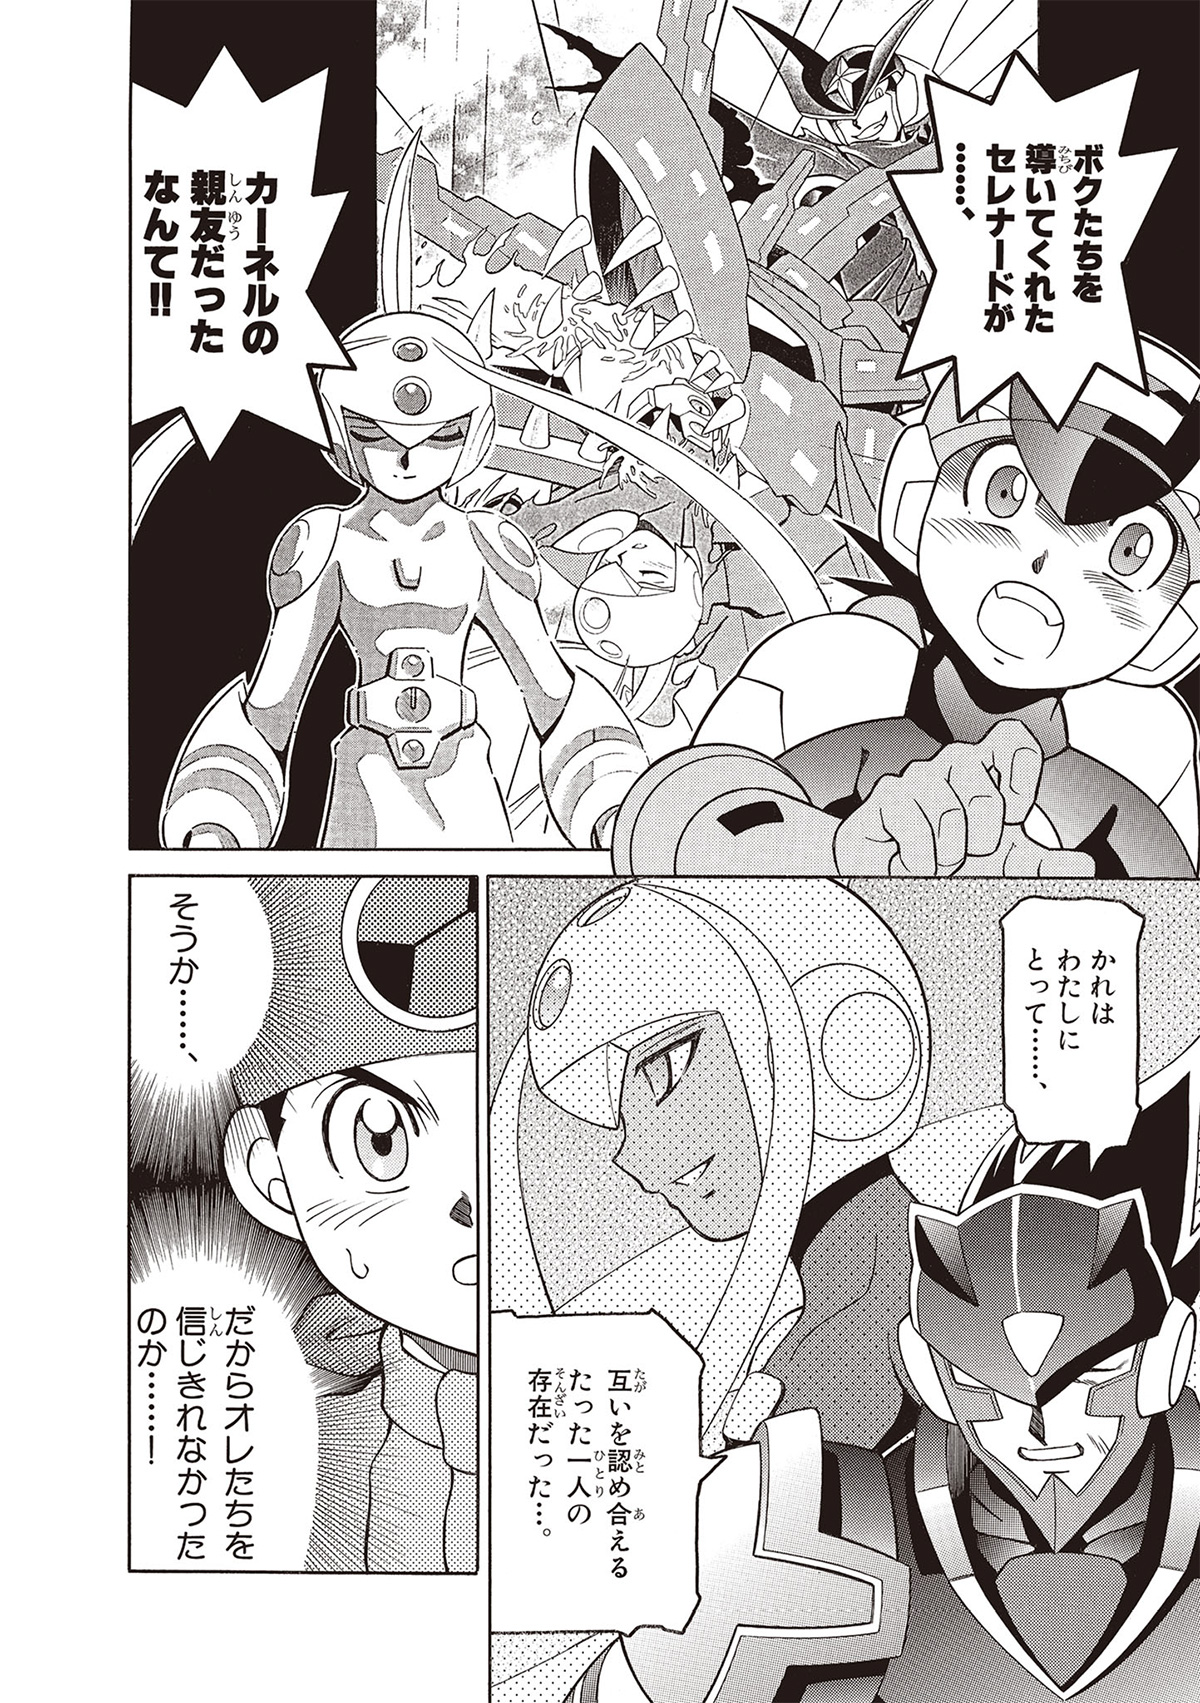 ボクたちを
導いてくれた
セレナードが
……、
カーネルの
親友だった
なんて!!
かれは
わたしに
とって……、
互いを認め合える
たった一人の
存在だった…。
そうか……、
だからオレたちを
信じきれなかった
のか……！